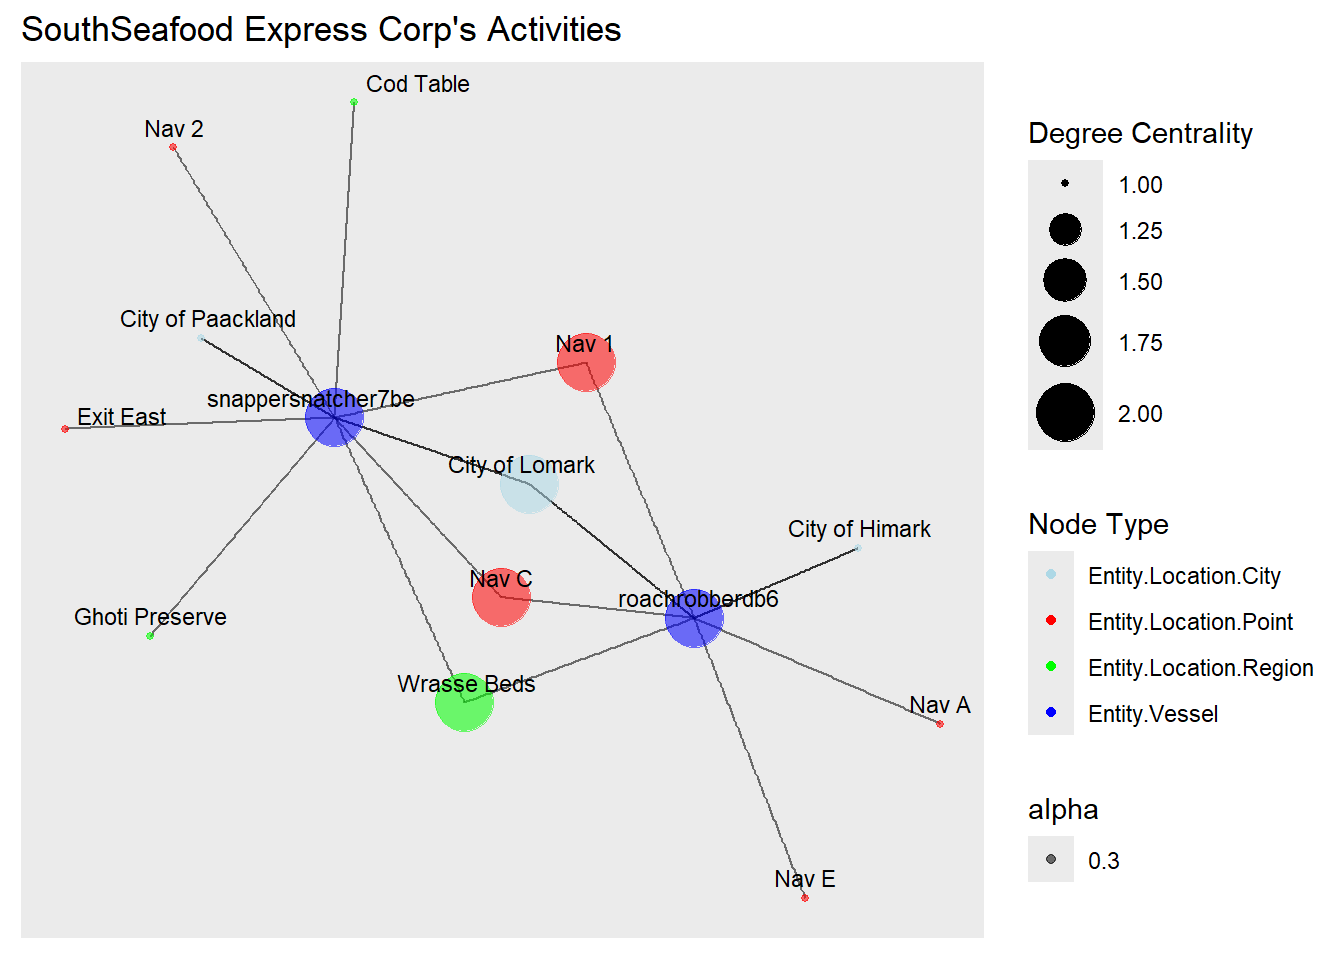 SouthSeafood Express Corp's Activities
Cod Table
Nav 2
City of Paackland
Nav 1
snappersnatcher7be
Exit East
City of Lomark
City of Himark
Nav C
roachrobberdb6
Ghoti Preserve
Wrasse Beds
Nav A
Nav E
Degree Centrality
1.00
1.25
1.50
1.75
2.00
Node Type
Entity.Location.City
Entity.Location.Point
Entity.Location.Region
Entity.Vessel
alpha
0.3